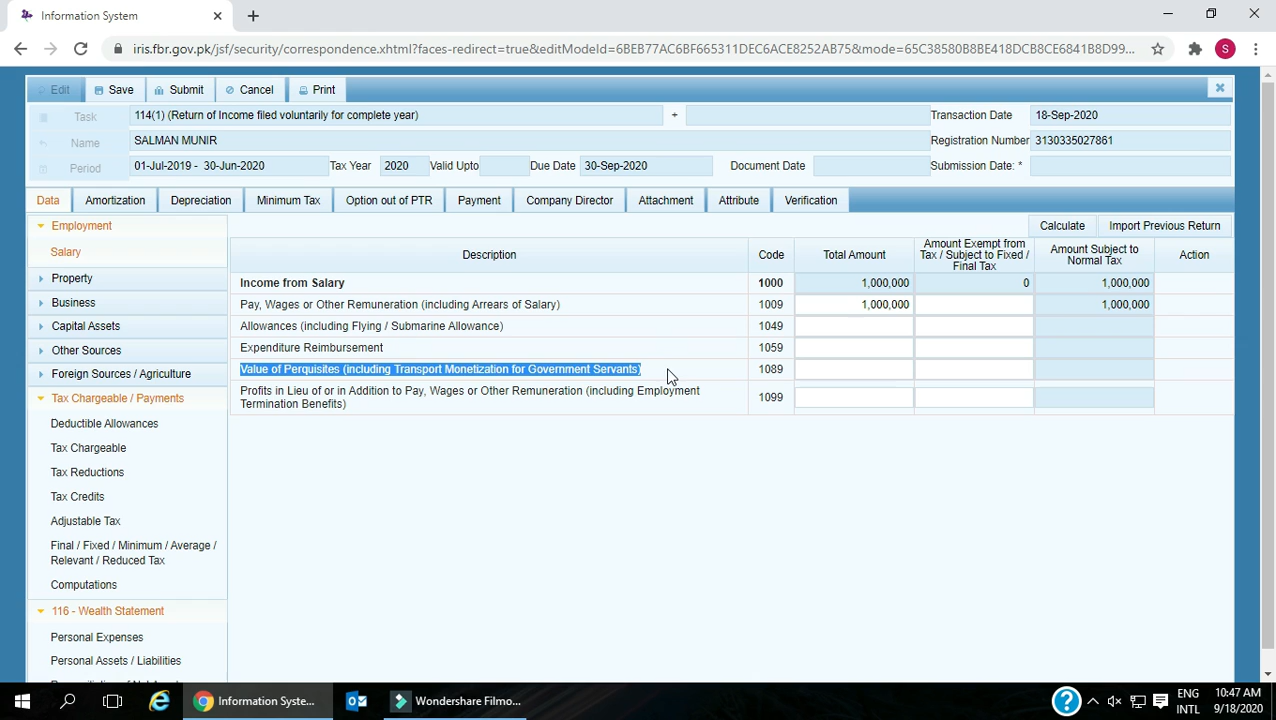 Information System
iris.fbr.gov.pk/jsf/security/correspondence.xhtml?faces-redirect=true&editModeId=6BEB77AC6BF665311DEC6ACE8252AB75&mode=65C3858B8BE418DCB8CE6841B8D99...
S
Edit Save Submit Cancel Print
Task 114(1) (Return of Income filed voluntarily for complete year) + Transaction Date 18-Sep-2020
Name SALMAN MUNIR Registration Number 3130335027861
Period 01-Jul-2019 - 30-Jun-2020 Tax Year 2020 Valid Upto Due Date 30-Sep-2020 Document Date Submission Date: *
Data Amortization Depreciation Minimum Tax Option out of PTR Payment Company Director Attachment Attribute Verification
Employment
Salary
Property
Business
Capital Assets
Other Sources
Foreign Sources / Agriculture
Tax Chargeable / Payments
Deductible Allowances
Tax Chargeable
Tax Reductions
Tax Credits
Adjustable Tax
Final / Fixed / Minimum / Average /
Relevant / Reduced Tax
Computations
116 - Wealth Statement
Personal Expenses
Personal Assets / Liabilities
Calculate Import Previous Return
Description Code Total Amount Amount Exempt from
Tax / Subject to Fixed /
Final Tax
Amount Subject to
Normal Tax
Action
Income from Salary 1000 1,000,000 0 1,000,000
Pay, Wages or Other Remuneration (including Arrears of Salary) 1009 1,000,000 1,000,000
Allowances (including Flying / Submarine Allowance) 1049
Expenditure Reimbursement 1059
Value of Perquisites (including Transport Monetization for Government Servants) 1089
Profits in Lieu of or in Addition to Pay, Wages or Other Remuneration (including Employment
Termination Benefits) 1099
Information Syste... Wondershare Filmo...
ENG
INTL
10:47 AM
9/18/2020